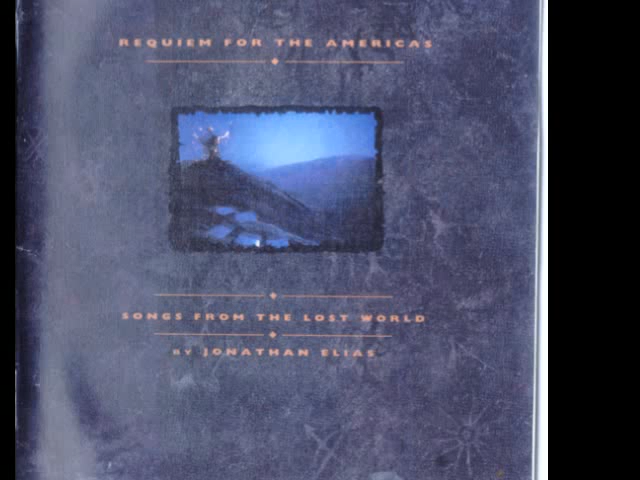 REQUIEM FOR THE AMERICAS
SONGS FROM THE LOST WORLD
BY JONATHAN ELIAS